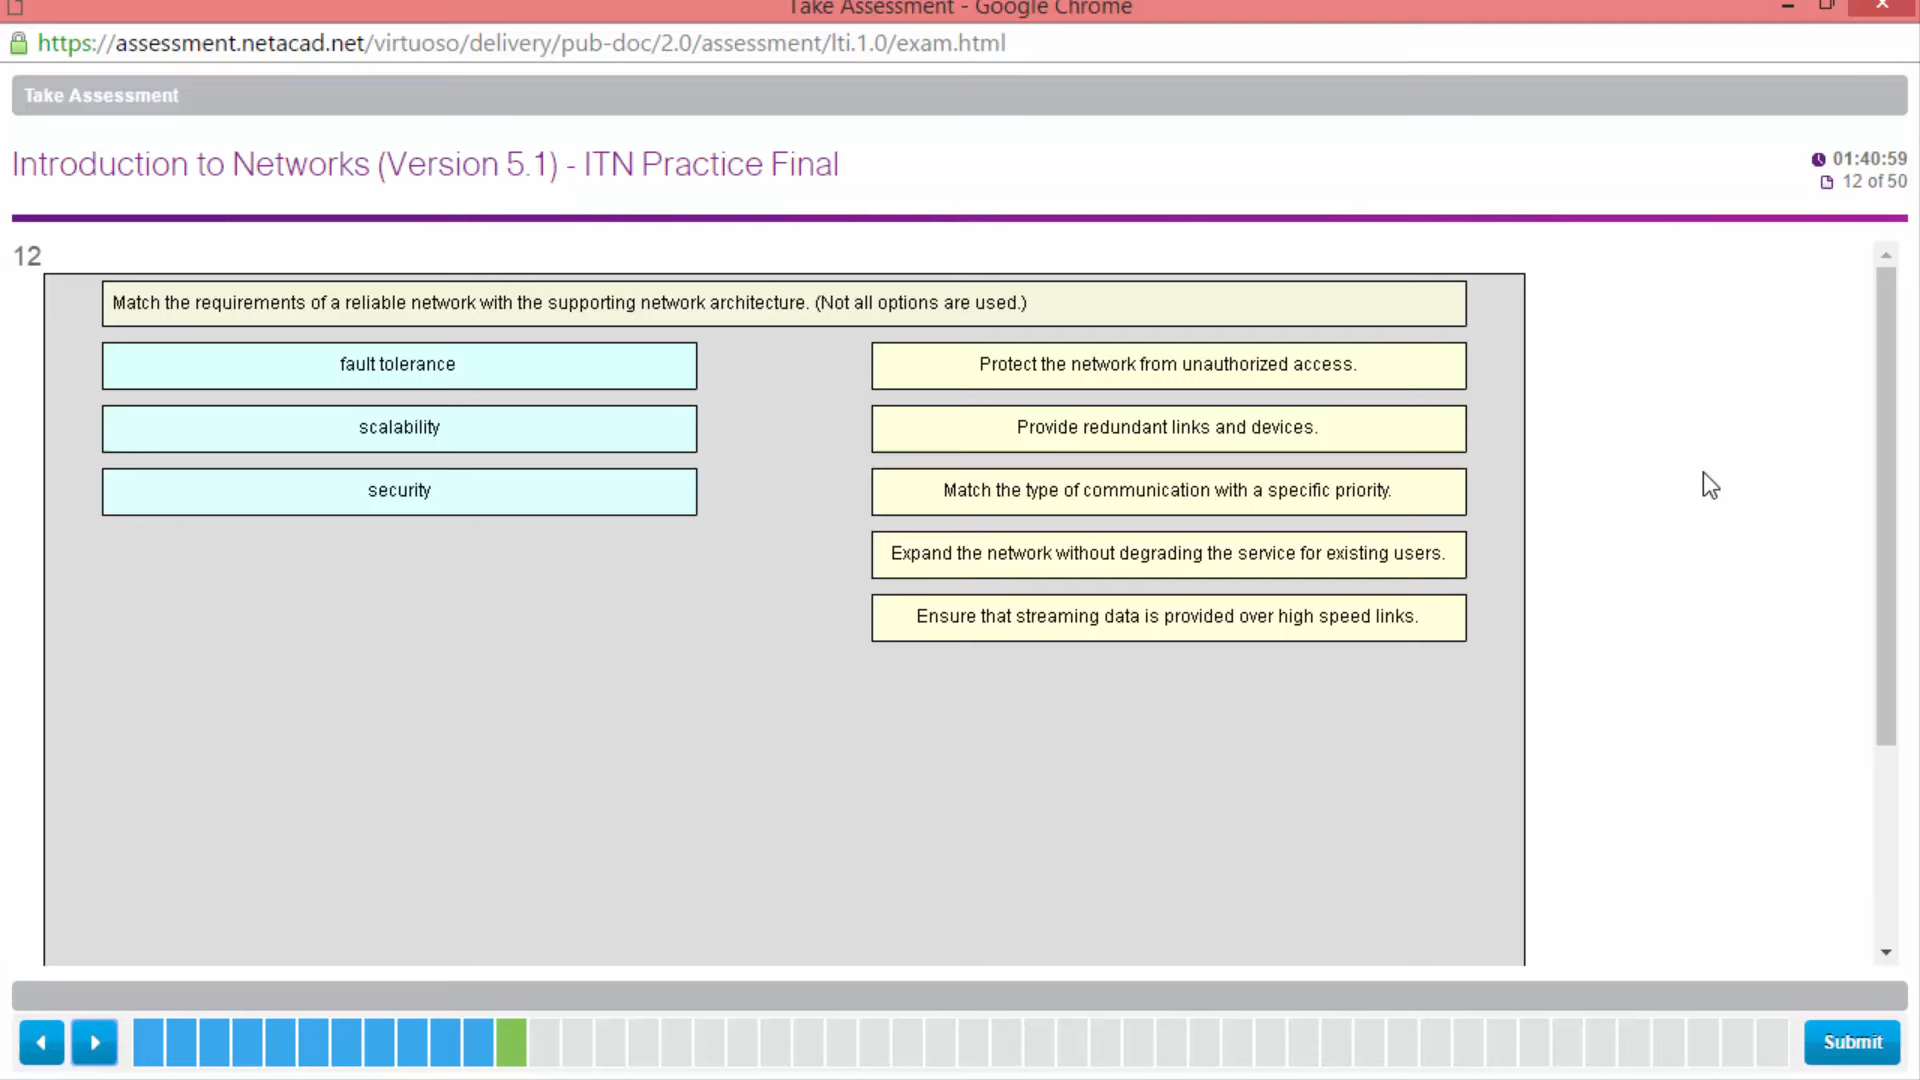 Take Assessment - Google Chrome
https://assessment.netacad.net/virtuoso/delivery/pub-doc/2.0/assessment/lti.1.0/exam.html
Take Assessment
Introduction to Networks (Version 5.1) - ITN Practice Final
01:40:59
12 of 50
12
Match the requirements of a reliable network with the supporting network architecture. (Not all options are used.)
fault tolerance
Protect the network from unauthorized access.
scalability
Provide redundant links and devices.
security
Match the type of communication with a specific priority.
Expand the network without degrading the service for existing users.
Ensure that streaming data is provided over high speed links.
Submit